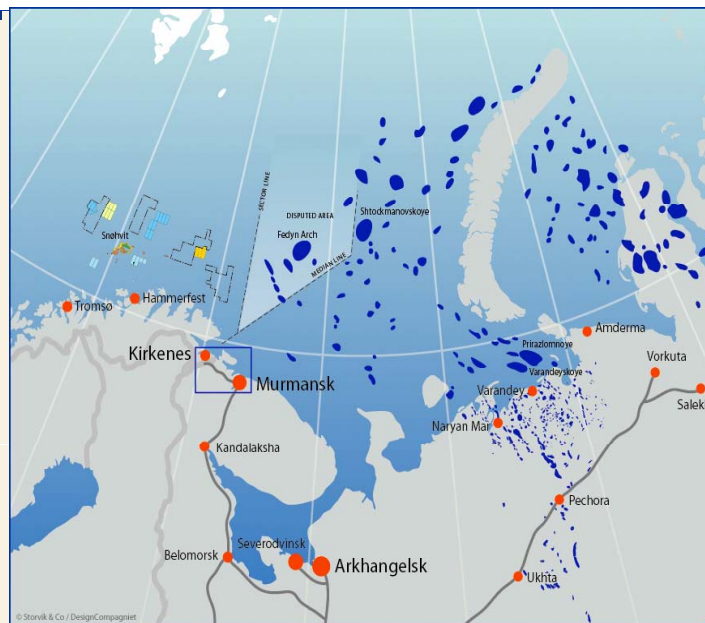 SECTOR LINE
DISPUTED AREA
Shtockmanovskoye
Snøhvit
Fedyn Arch
MEDIAN LINE
Hammerfest
Tromsø
Amderma
Kirkenes
Prirazlomnoye
Vorkuta
Varandeyskoye
Murmansk
Varandey
Salek
Naryan Mar
Kandalaksha
Pechora
Severodvinsk
Belomorsk
Arkhangelsk
Ukhta
© Storvik & Co / DesignCompagniet